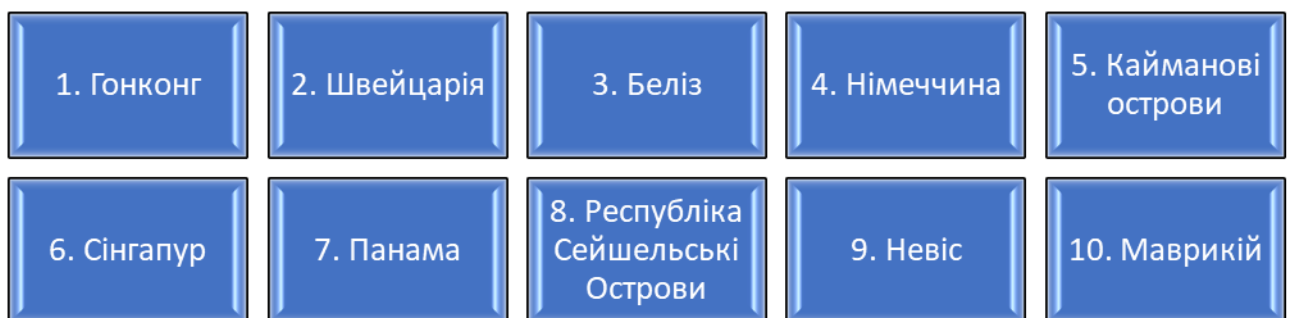 1. Гонконг
2. Швейцарія
3. Беліз
4. Німеччина
5. Кайманові
острови
6. Сінгапур
7. Панама
8. Республіка
Сейшельські
Острови
9. Невіс
10. Маврикій